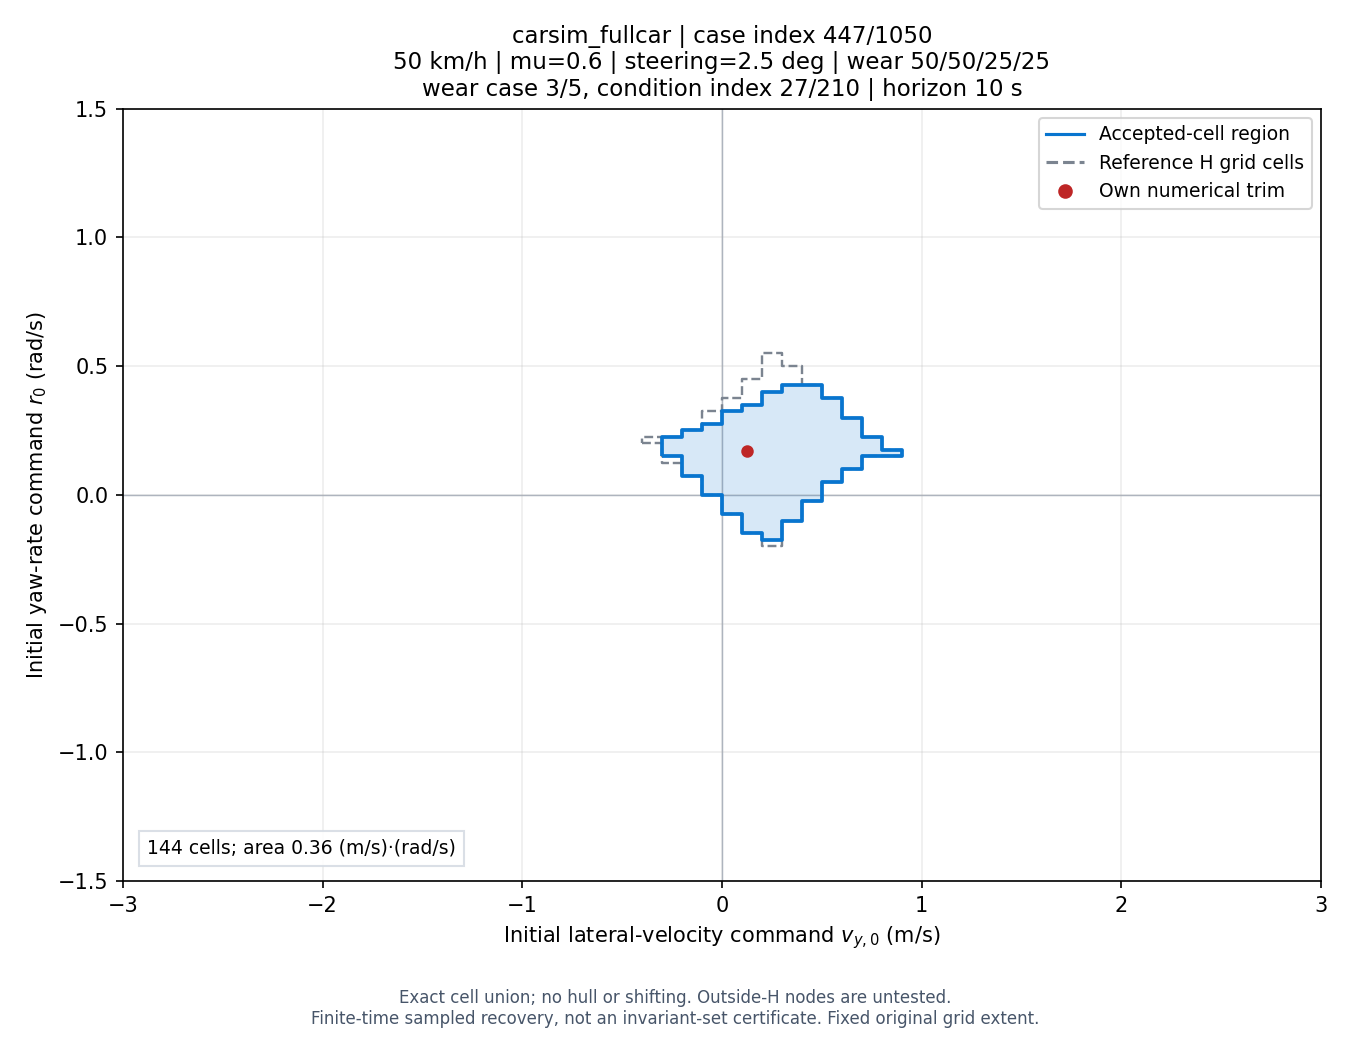 carsim_fullcar | case index 447/1050
50 km/h | mu=0.6 | steering=2.5 deg | wear 50/50/25/25
wear case 3/5, condition index 27/210 | horizon 10 s
Accepted-cell region
Reference H grid cells
Own numerical trim
1.5
1.0
0.5
0.0
−0.5
−1.0
−1.5
Initial yaw-rate command r0 (rad/s)
144 cells; area 0.36 (m/s)·(rad/s)
−3
−2
−1
0
1
2
3
Initial lateral-velocity command vy,0 (m/s)
Exact cell union; no hull or shifting. Outside-H nodes are untested.
Finite-time sampled recovery, not an invariant-set certificate. Fixed original grid extent.